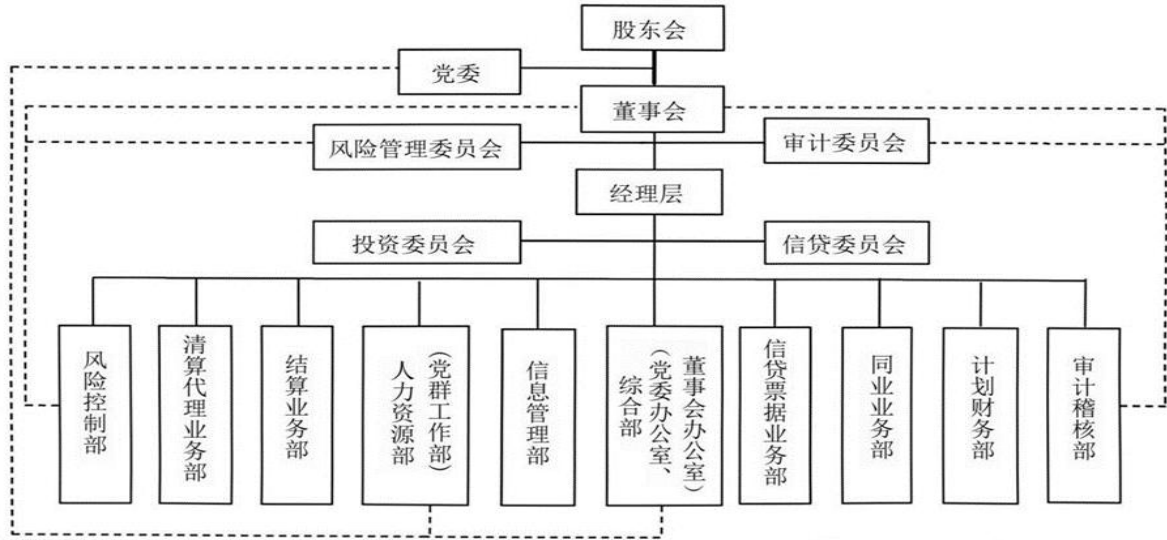 股东会
党委
董事会
风险管理委员会
审计委员会
经理层
投资委员会
信贷委员会
风险控制部
清算代理业务部
结算业务部
人力资源部
(党群工作部)
信息管理部
综合部
(党委办公室、
董事会办公室)
信贷票据业务部
同业业务部
计划财务部
审计稽核部